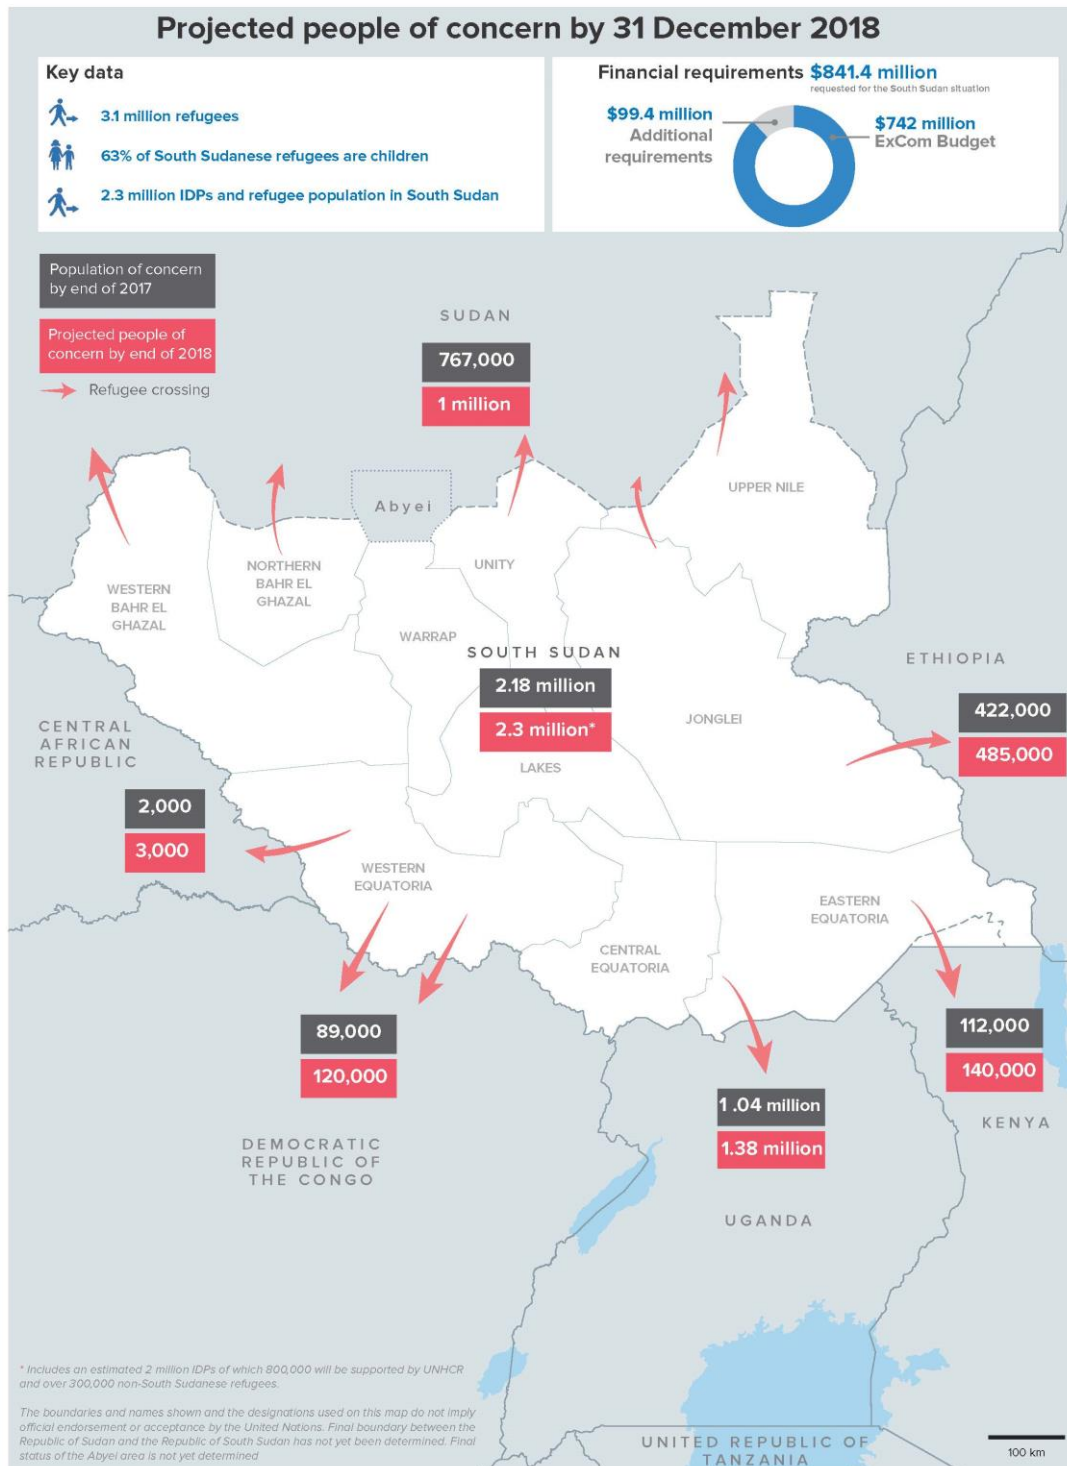 Projected people of concern by 31 December 2018
Key data
3.1 million refugees
63% of South Sudanese refugees are children
2.3 million IDPs and refugee population in South Sudan
Financial requirements $841.4 million
requested for the South Sudan situation
$99.4 million
Additional
requirements
$742 million
ExCom Budget
Population of concern
by end of 2017
Projected people of
concern by end of 2018
Refugee crossing
SUDAN
767,000
1 million
Abyei
UPPER NILE
UNITY
NORTHERN
BAHR EL
GHAZAL
WESTERN
BAHR EL
GHAZAL
WARRAP
SOUTH SUDAN
2.18 million
2.3 million*
LAKES
JONGLEI
ETHIOPIA
422,000
485,000
CENTRAL
AFRICAN
REPUBLIC
2,000
3,000
WESTERN
EQUATORIA
CENTRAL
EQUATORIA
EASTERN
EQUATORIA
~?
?
89,000
120,000
DEMOCRATIC
REPUBLIC OF
THE CONGO
1 .04 million
1.38 million
UGANDA
112,000
140,000
KENYA
* Includes an estimated 2 million IDPs of which 800,000 will be supported by UNHCR
and over 300,000 non-South Sudanese refugees.
The boundaries and names shown and the designations used on this map do not imply
official endorsement or acceptance by the United Nations. Final boundary between the
Republic of Sudan and the Republic of South Sudan has not yet been determined. Final
status of the Abyei area is not yet determined
UNITED REPUBLIC OF
TANZANIA
100 km